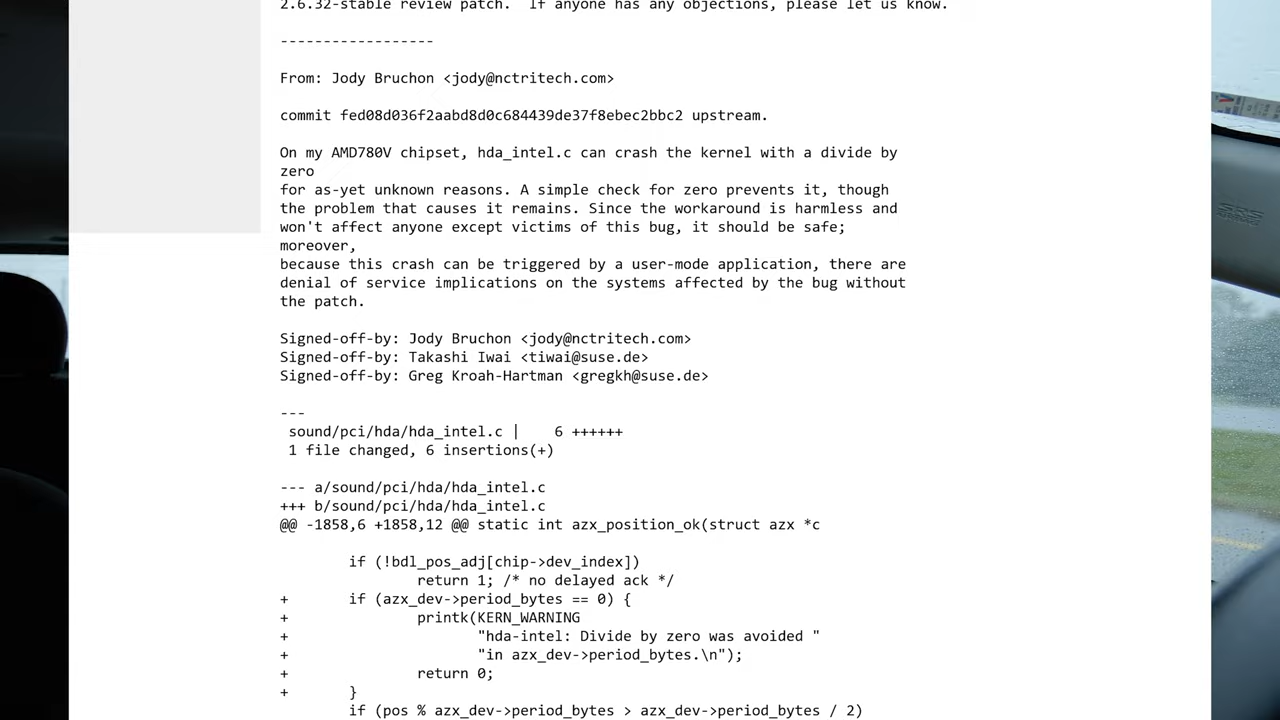 2.6.32-stable review patch.  If anyone has any objections, please let us know.
------------------
From: Jody Bruchon <jody@nctritech.com>
commit fed08d036f2aabd8d0c684439de37f8ebec2bbc2 upstream.
On my AMD780V chipset, hda_intel.c can crash the kernel with a divide by
zero
for as-yet unknown reasons. A simple check for zero prevents it, though
the problem that causes it remains. Since the workaround is harmless and
won't affect anyone except victims of this bug, it should be safe;
moreover,
because this crash can be triggered by a user-mode application, there are
denial of service implications on the systems affected by the bug without
the patch.
Signed-off-by: Jody Bruchon <jody@nctritech.com>
Signed-off-by: Takashi Iwai <tiwai@suse.de>
Signed-off-by: Greg Kroah-Hartman <gregkh@suse.de>
---
 sound/pci/hda/hda_intel.c |    6 ++++++
 1 file changed, 6 insertions(+)
--- a/sound/pci/hda/hda_intel.c
+++ b/sound/pci/hda/hda_intel.c
@@ -1858,6 +1858,12 @@ static int azx_position_ok(struct azx *c
        if (!bdl_pos_adj[chip->dev_index])
                return 1; /* no delayed ack */
+       if (azx_dev->period_bytes == 0) {
+               printk(KERN_WARNING
+                      "hda-intel: Divide by zero was avoided "
+                      "in azx_dev->period_bytes.\n");
+               return 0;
+       }
        if (pos % azx_dev->period_bytes > azx_dev->period_bytes / 2)
SRS